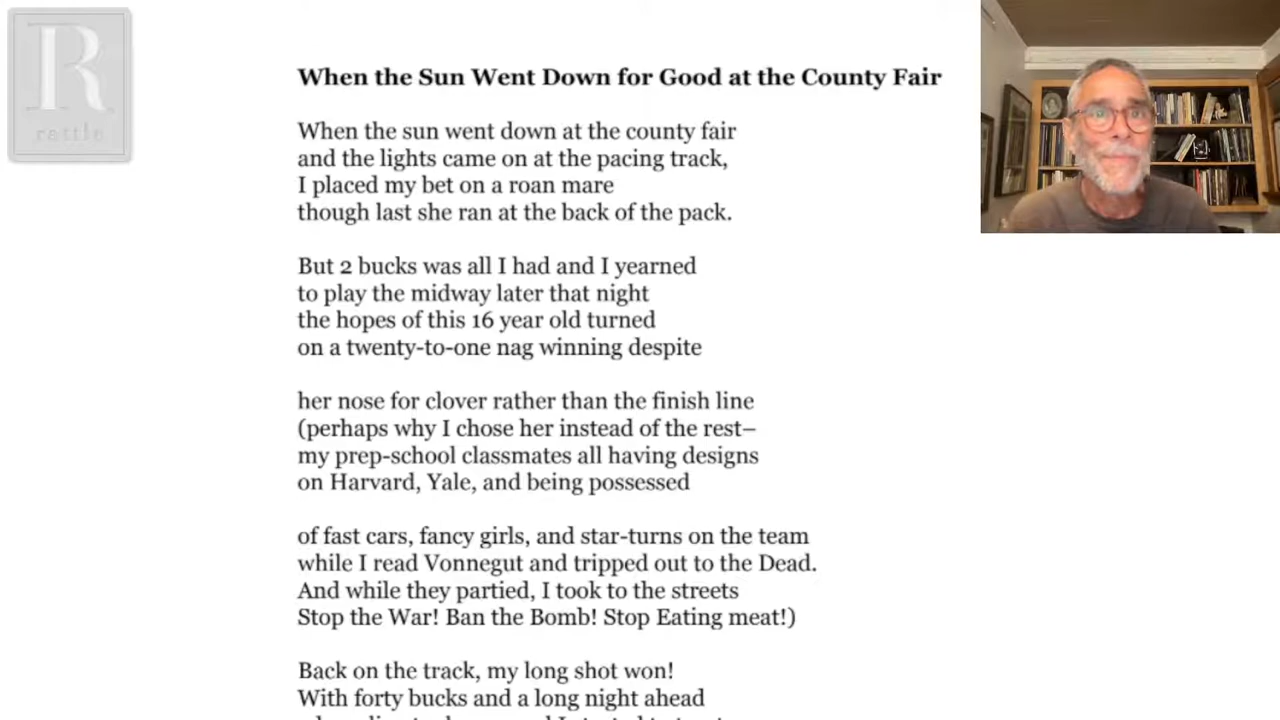 R
rattle
When the Sun Went Down for Good at the County Fair
When the sun went down at the county fair
and the lights came on at the pacing track,
I placed my bet on a roan mare
though last she ran at the back of the pack.
But 2 bucks was all I had and I yearned
to play the midway later that night
the hopes of this 16 year old turned
on a twenty-to-one nag winning despite
her nose for clover rather than the finish line
(perhaps why I chose her instead of the rest–
my prep-school classmates all having designs
on Harvard, Yale, and being possessed
of fast cars, fancy girls, and star-turns on the team
while I read Vonnegut and tripped out to the Dead.
And while they partied, I took to the streets
Stop the War! Ban the Bomb! Stop Eating meat!)
Back on the track, my long shot won!
With forty bucks and a long night ahead